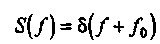 S(f) = δ(f + f₀)